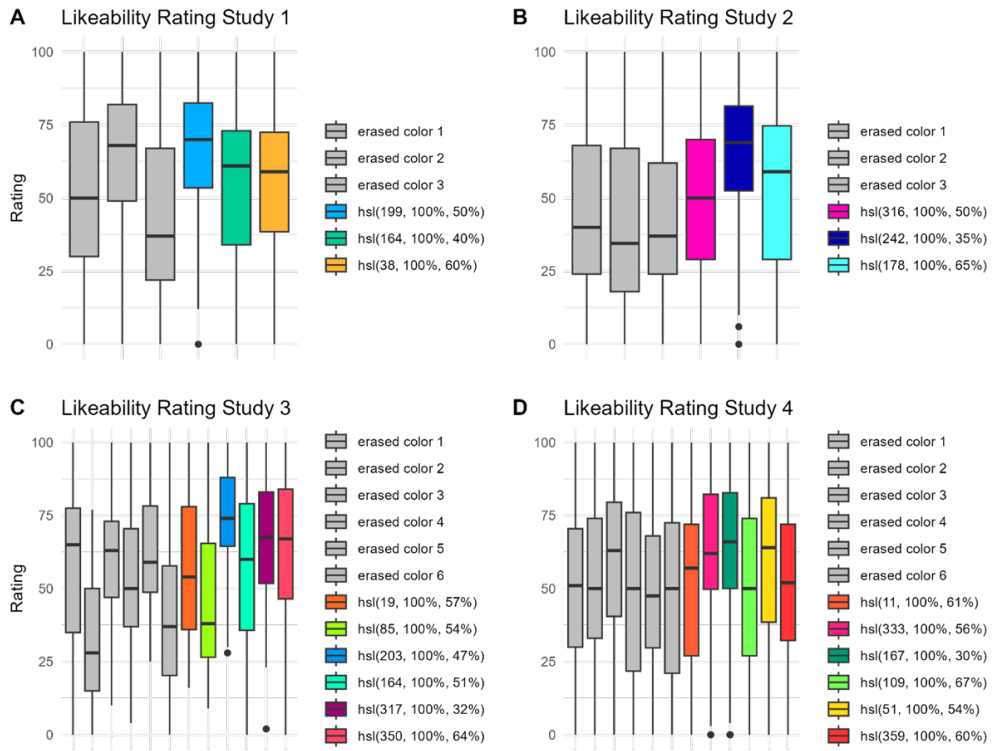 A
Likeability Rating Study 1
Rating
100
75
50
25
0
erased color 1
erased color 2
erased color 3
hsl(199, 100%, 50%)
hsl(164, 100%, 40%)
hsl(38, 100%, 60%)
B
Likeability Rating Study 2
100
75
50
25
0
erased color 1
erased color 2
erased color 3
hsl(316, 100%, 50%)
hsl(242, 100%, 35%)
hsl(178, 100%, 65%)
C
Likeability Rating Study 3
Rating
100
75
50
25
0
erased color 1
erased color 2
erased color 3
erased color 4
erased color 5
erased color 6
hsl(19, 100%, 57%)
hsl(85, 100%, 54%)
hsl(203, 100%, 47%)
hsl(164, 100%, 51%)
hsl(317, 100%, 32%)
hsl(350, 100%, 64%)
D
Likeability Rating Study 4
100
75
50
25
0
erased color 1
erased color 2
erased color 3
erased color 4
erased color 5
erased color 6
hsl(11, 100%, 61%)
hsl(333, 100%, 56%)
hsl(167, 100%, 30%)
hsl(109, 100%, 67%)
hsl(51, 100%, 54%)
hsl(359, 100%, 60%)